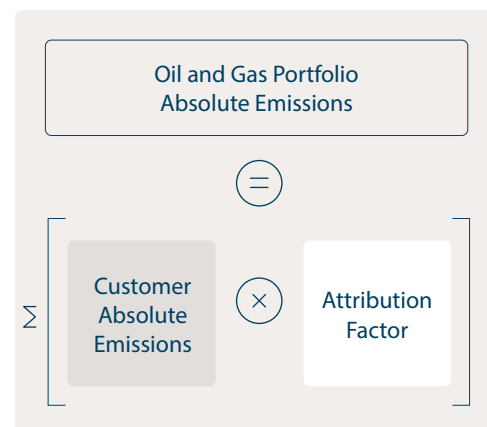 Oil and Gas Portfolio
Absolute Emissions
=
Σ
Customer
Absolute
Emissions
×
Attribution
Factor